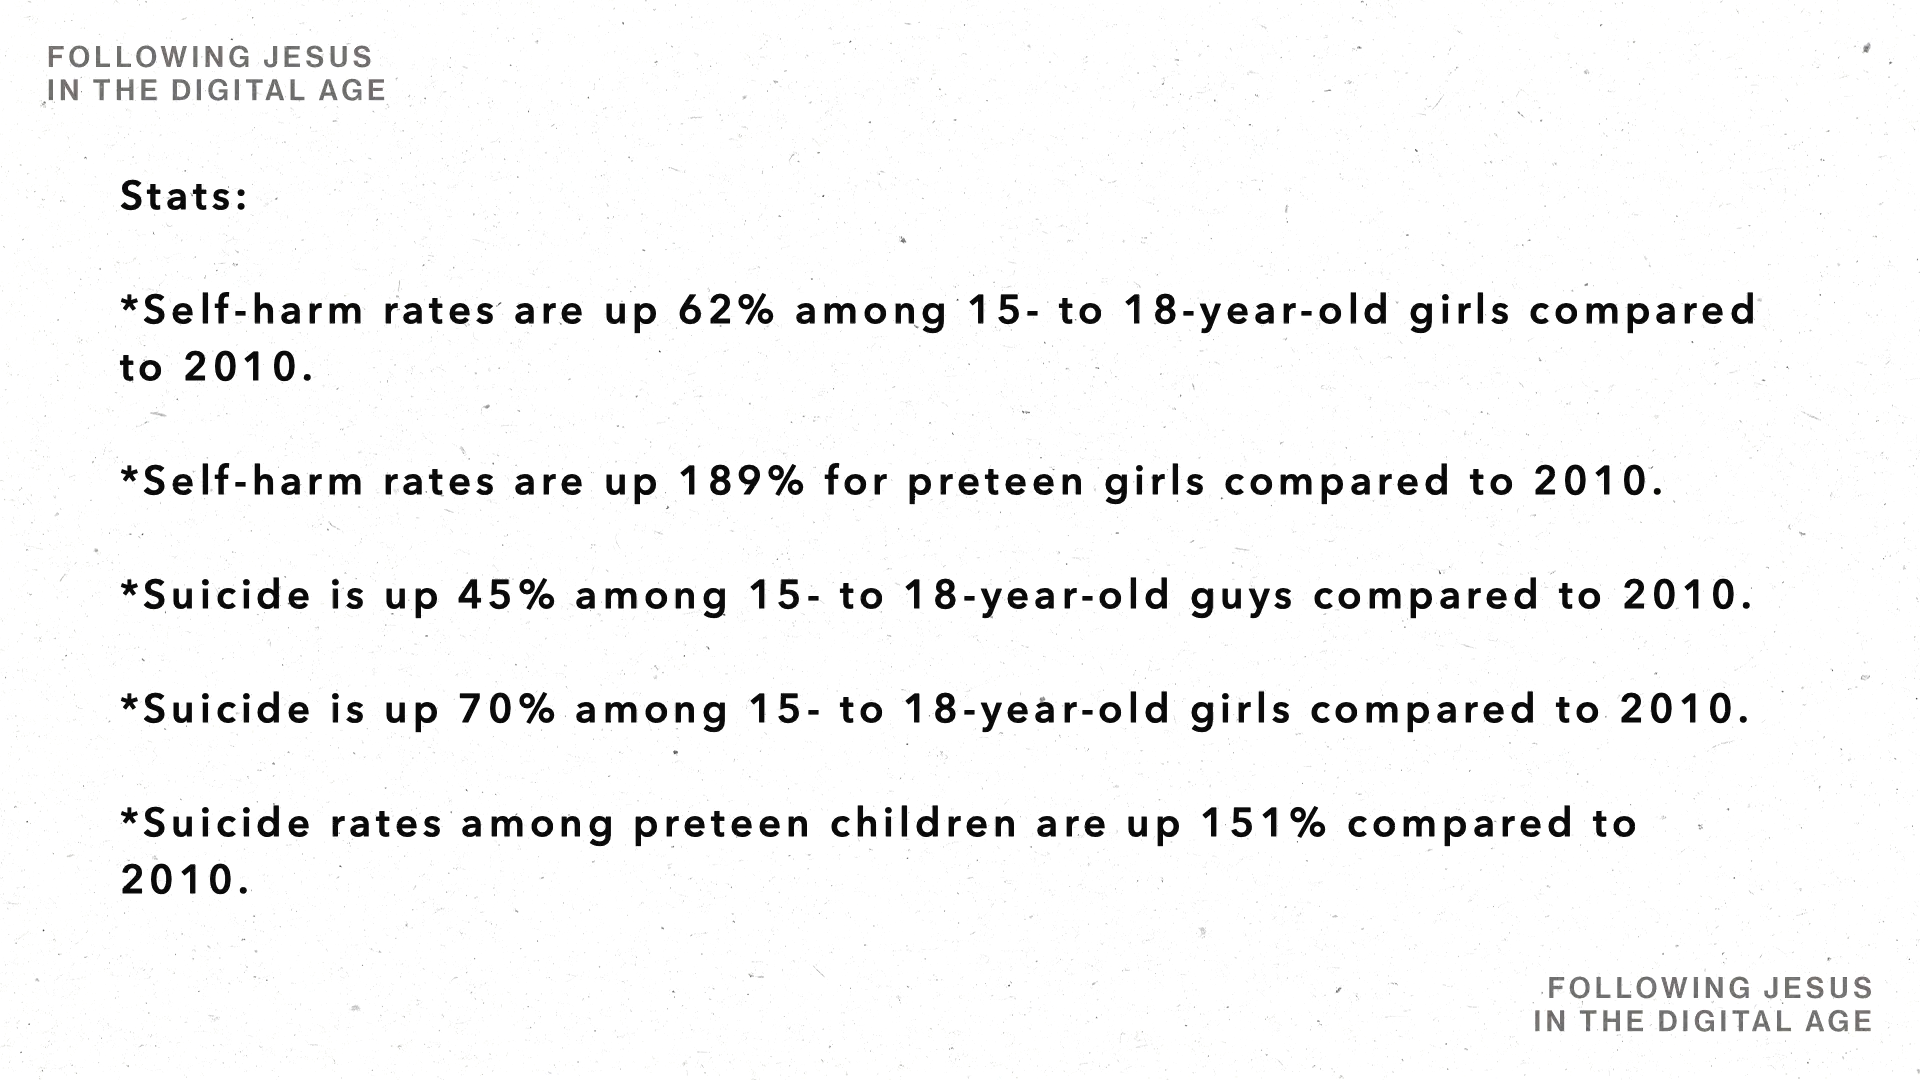 FOLLOWING JESUS
IN THE DIGITAL AGE
Stats:
*Self-harm rates are up 62% among 15- to 18-year-old girls compared
to 2010.
*Self-harm rates are up 189% for preteen girls compared to 2010.
*Suicide is up 45% among 15- to 18-year-old guys compared to 2010.
*Suicide is up 70% among 15- to 18-year-old girls compared to 2010.
*Suicide rates among preteen children are up 151% compared to
2010.
FOLLOWING JESUS
IN THE DIGITAL AGE